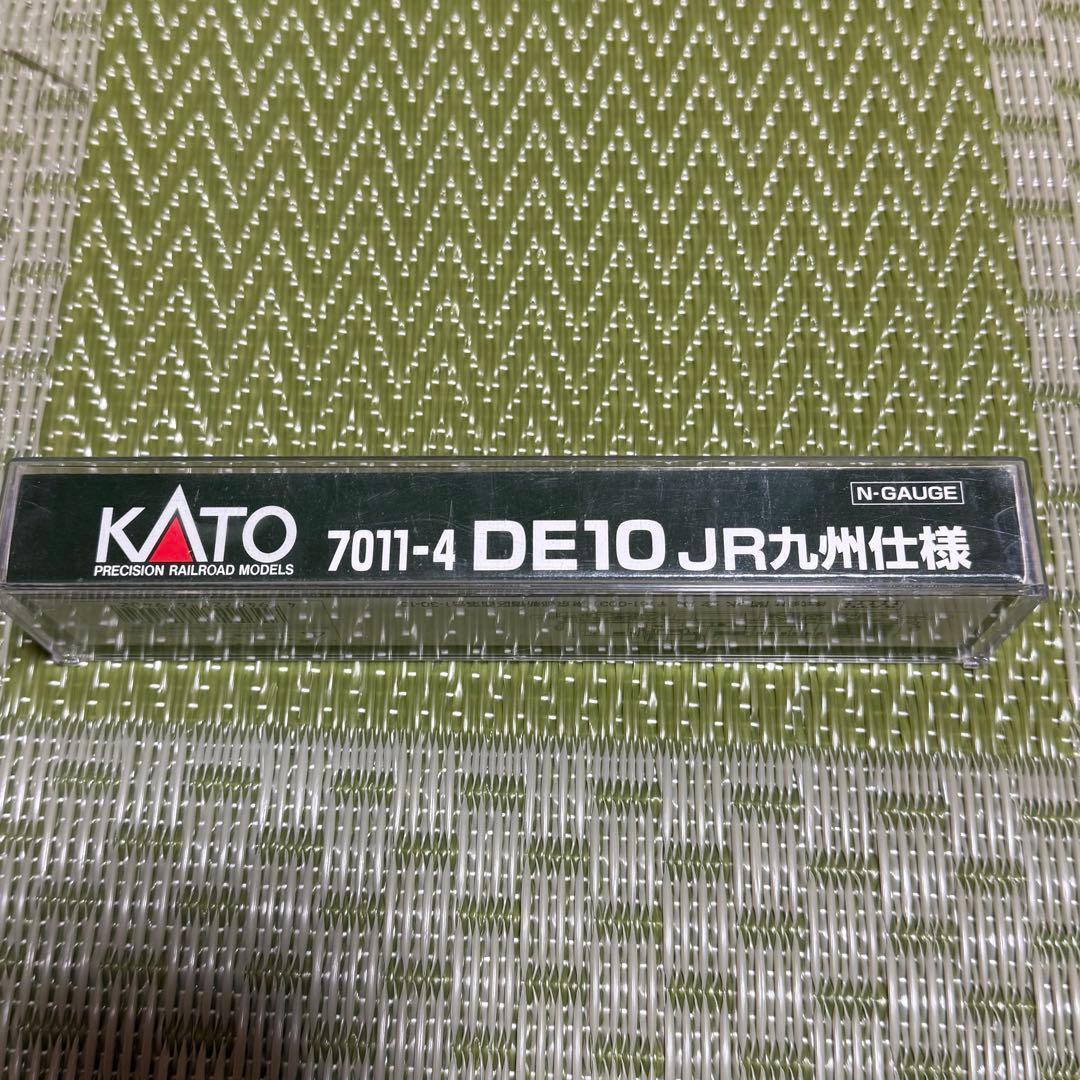 KATO
PRECISION RAILROAD MODELS
7011-4 DE10 JR九州仕様
N-GAUGE